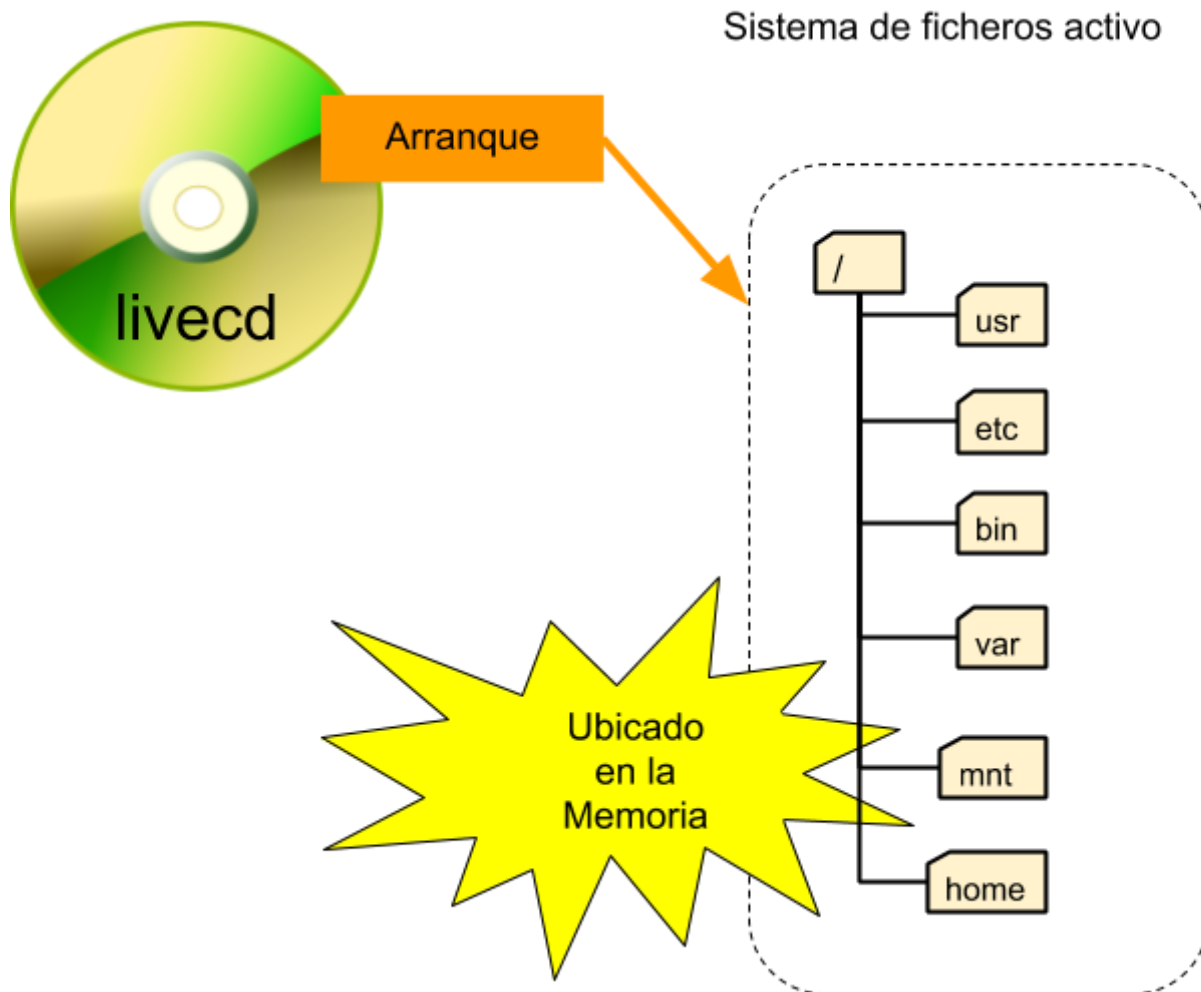 Sistema de ficheros activo
Arranque
livecd
/
usr
etc
bin
var
mnt
home
Ubicado
en la
Memoria